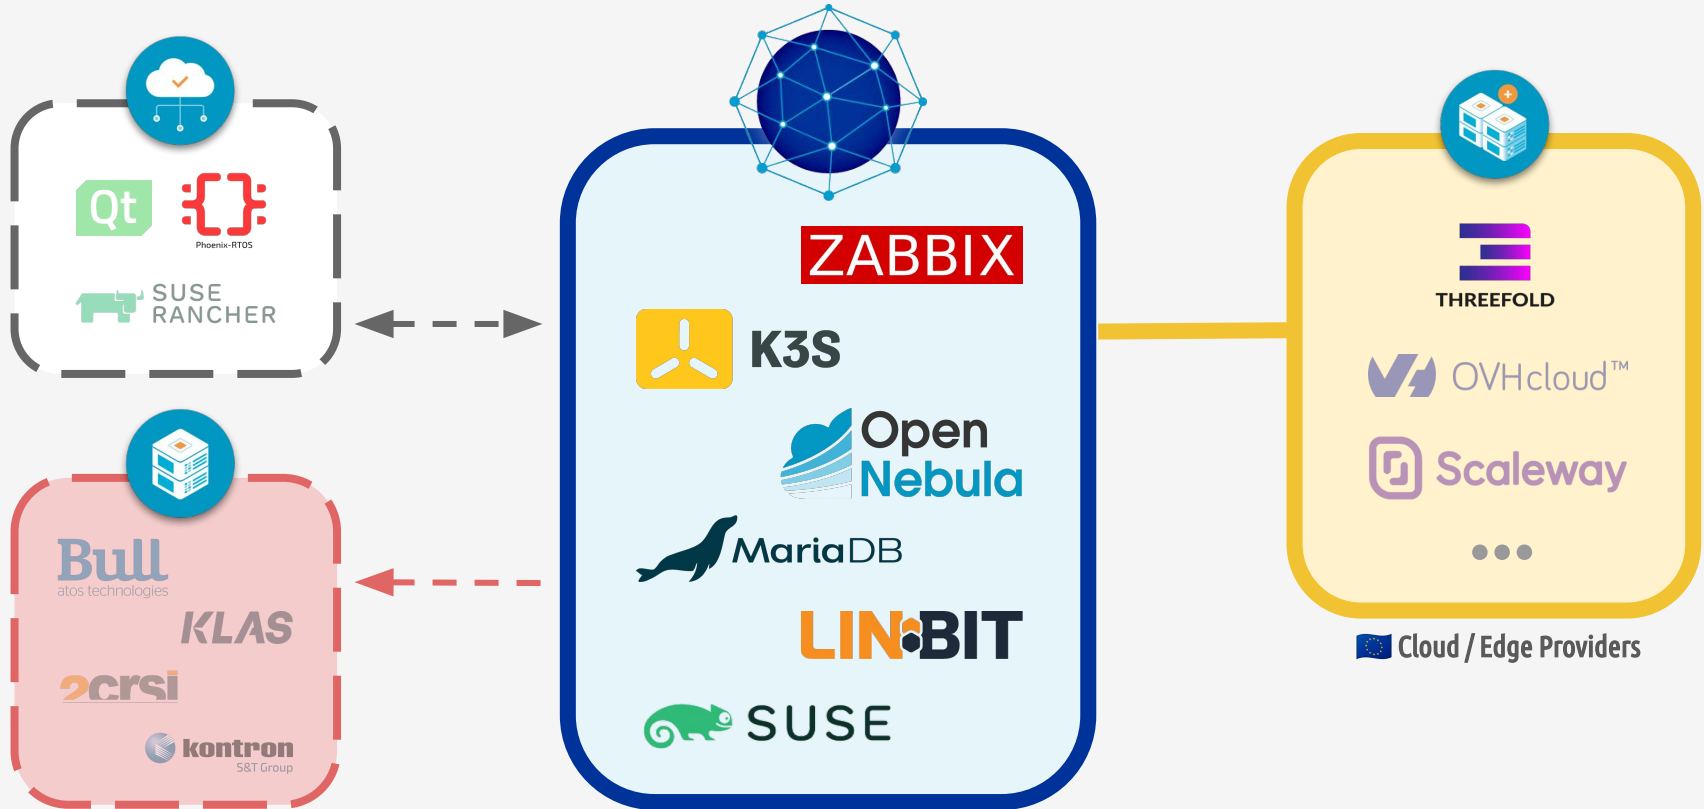 Qt
Phoenix-RTOS
SUSE
RANCHER
Bull
atos technologies
KLAS
2crsi
kontron
S&T Group
ZABBIX
K3S
Open
Nebula
MariaDB
LINBIT
SUSE
THREEFOLD
OVHcloud™
Scaleway
Cloud / Edge Providers